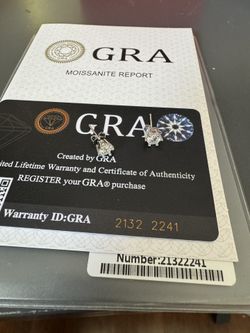 GRA
MOISSANITE REPORT
GRA
Created by GRA
Limited Lifetime Warranty and Certificate of Authenticity
REGISTER your GRA® purchase
Warranty ID:GRA 2132 2241
Number:21322241